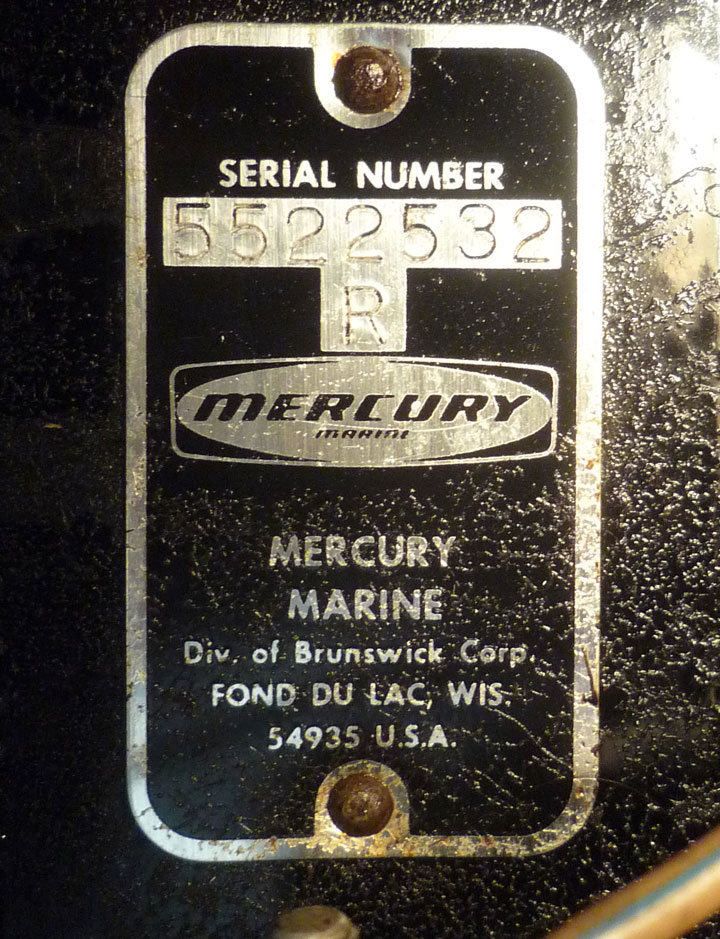 SERIAL NUMBER
5522532
R
MERCURY
MARINE
MERCURY
MARINE
Div. of Brunswick Corp.
FOND DU LAC, WIS.
54935 U.S.A.